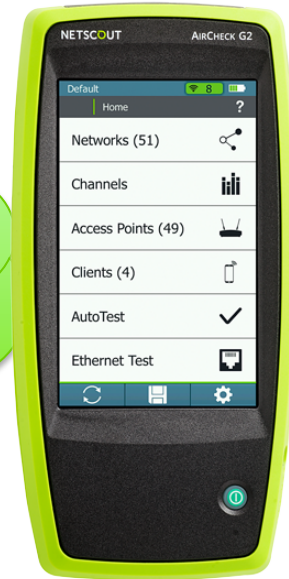 NETSCOUT AIRCHECK G2
Default 8
Home ?
Networks (51)
Channels
Access Points (49)
Clients (4)
AutoTest
Ethernet Test